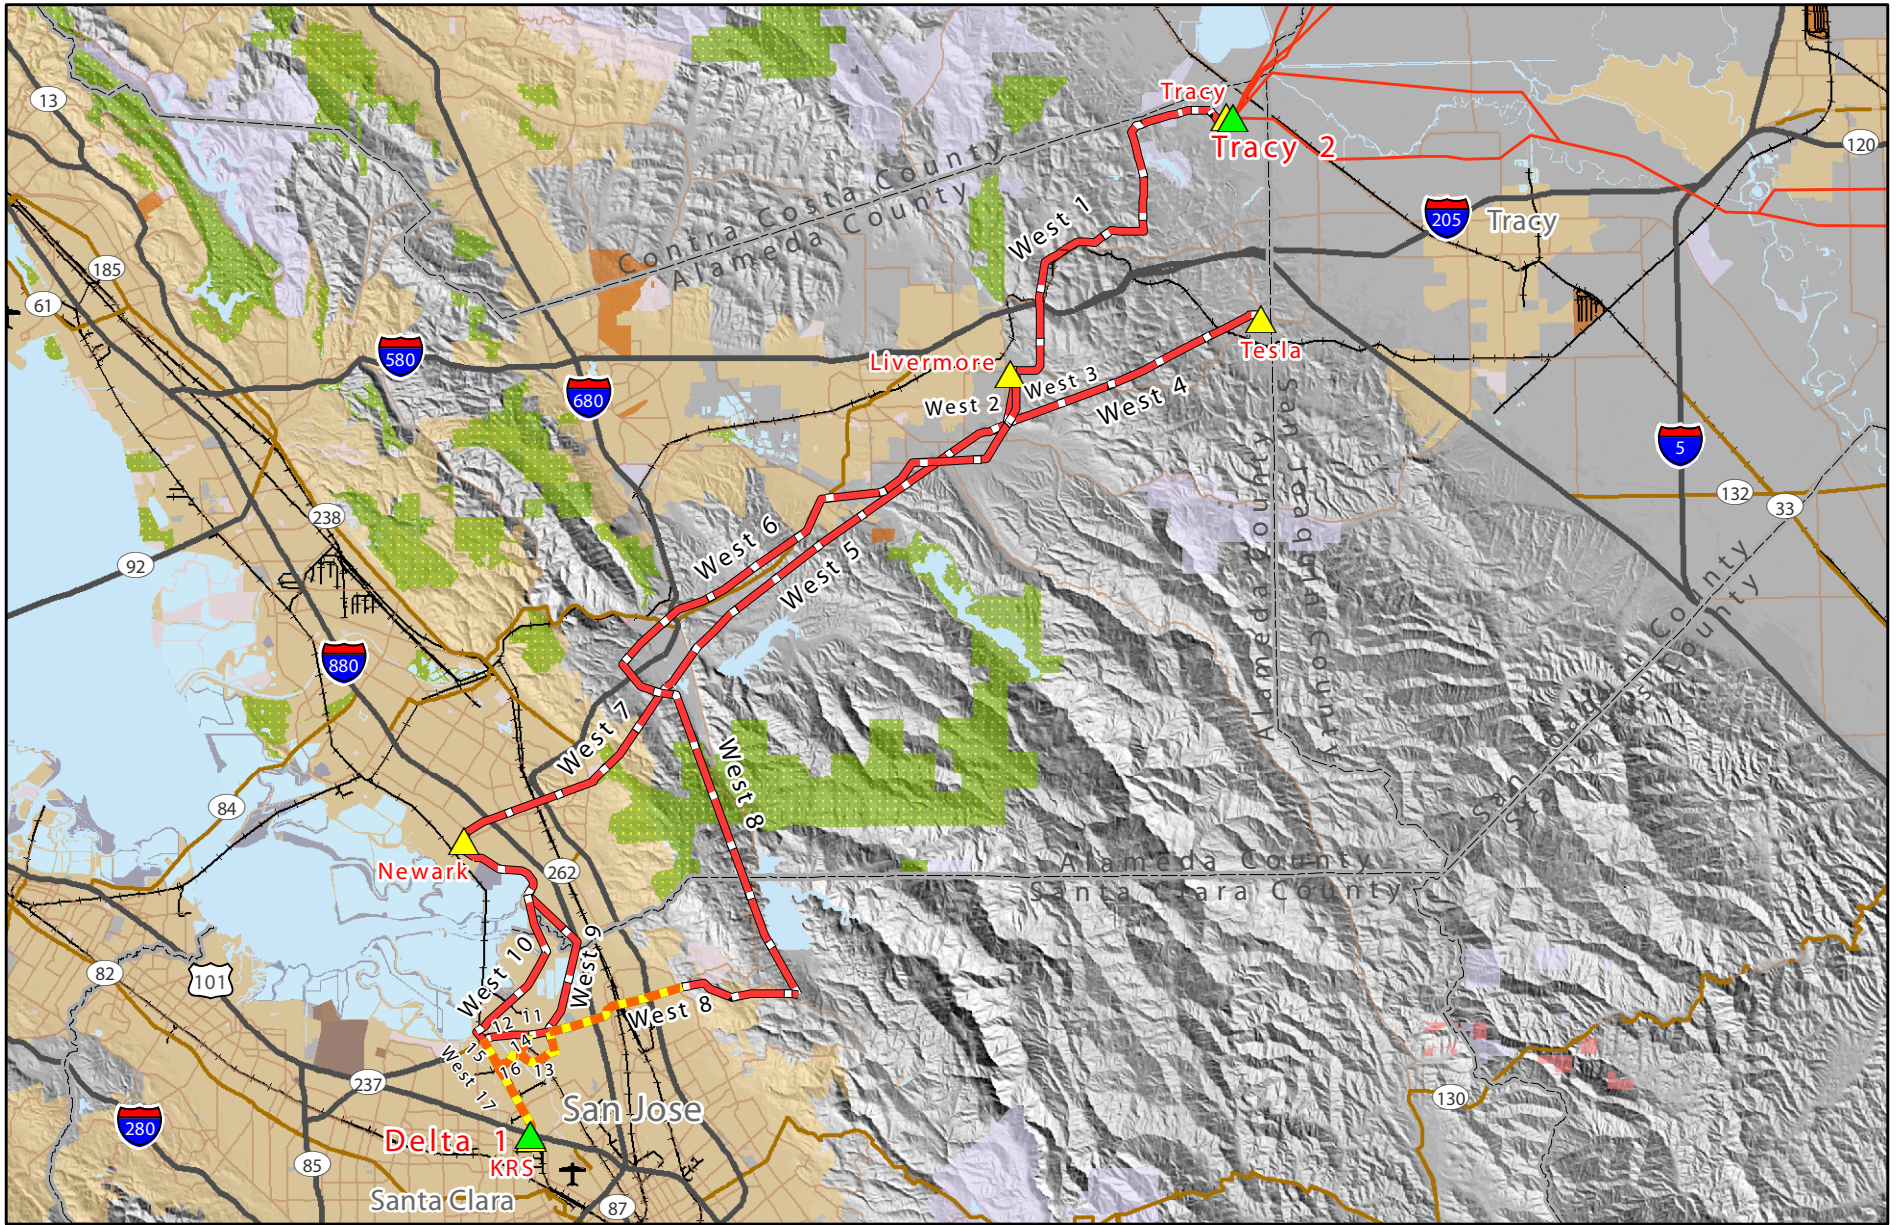 13
Tracy
Tracy 2
120
Contra Costa County
Alameda County
185
61
West 1
205
Tracy
580
680
Livermore
Tesla
West 2
West 3
West 4
5
132
33
238
92
West 6
West 5
Alameda County
San Joaquin County
San Joaquin County
Stanislaus County
880
West 7
West 8
84
Newark
262
Alameda County
Santa Clara County
82
101
West 10
West 9
West 8
12
11
14
15
16
13
West 17
237
130
280
San Jose
Delta 1
KRS
85
Santa Clara
87